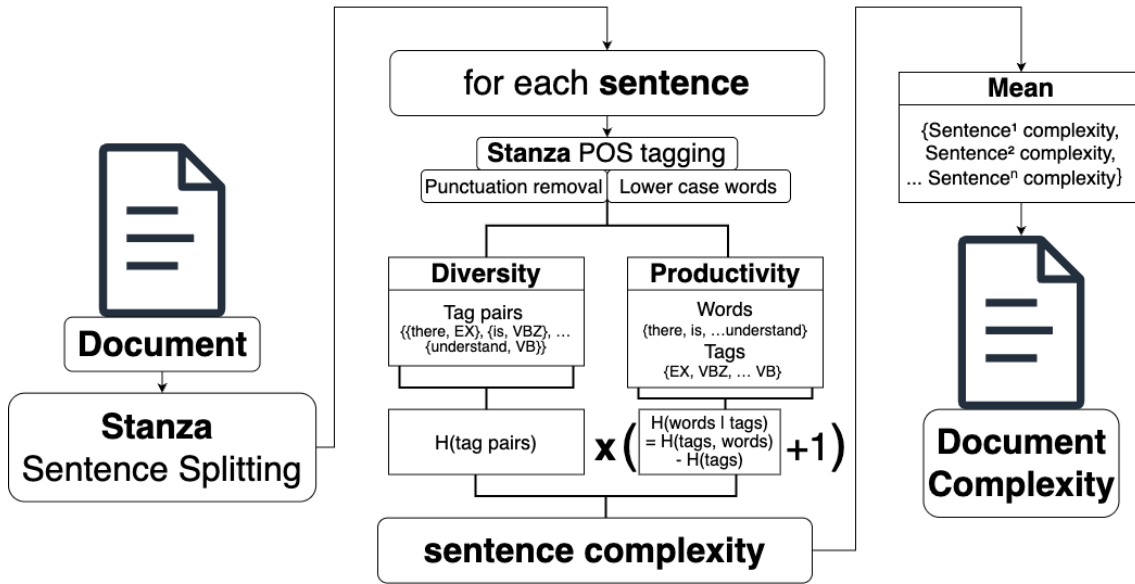 Document
Stanza
Sentence Splitting
for each sentence
Stanza POS tagging
Punctuation removal
Lower case words
Diversity
Tag pairs
{{there, EX}, {is, VBZ}, ...
{understand, VB}}
Productivity
Words
{there, is, ...understand}
Tags
{EX, VBZ, ... VB}
H(tag pairs)
x
(
H(words | tags)
= H(tags, words)
- H(tags)
+1)
sentence complexity
Mean
{Sentence¹ complexity,
Sentence² complexity,
... Sentenceⁿ complexity}
Document
Complexity